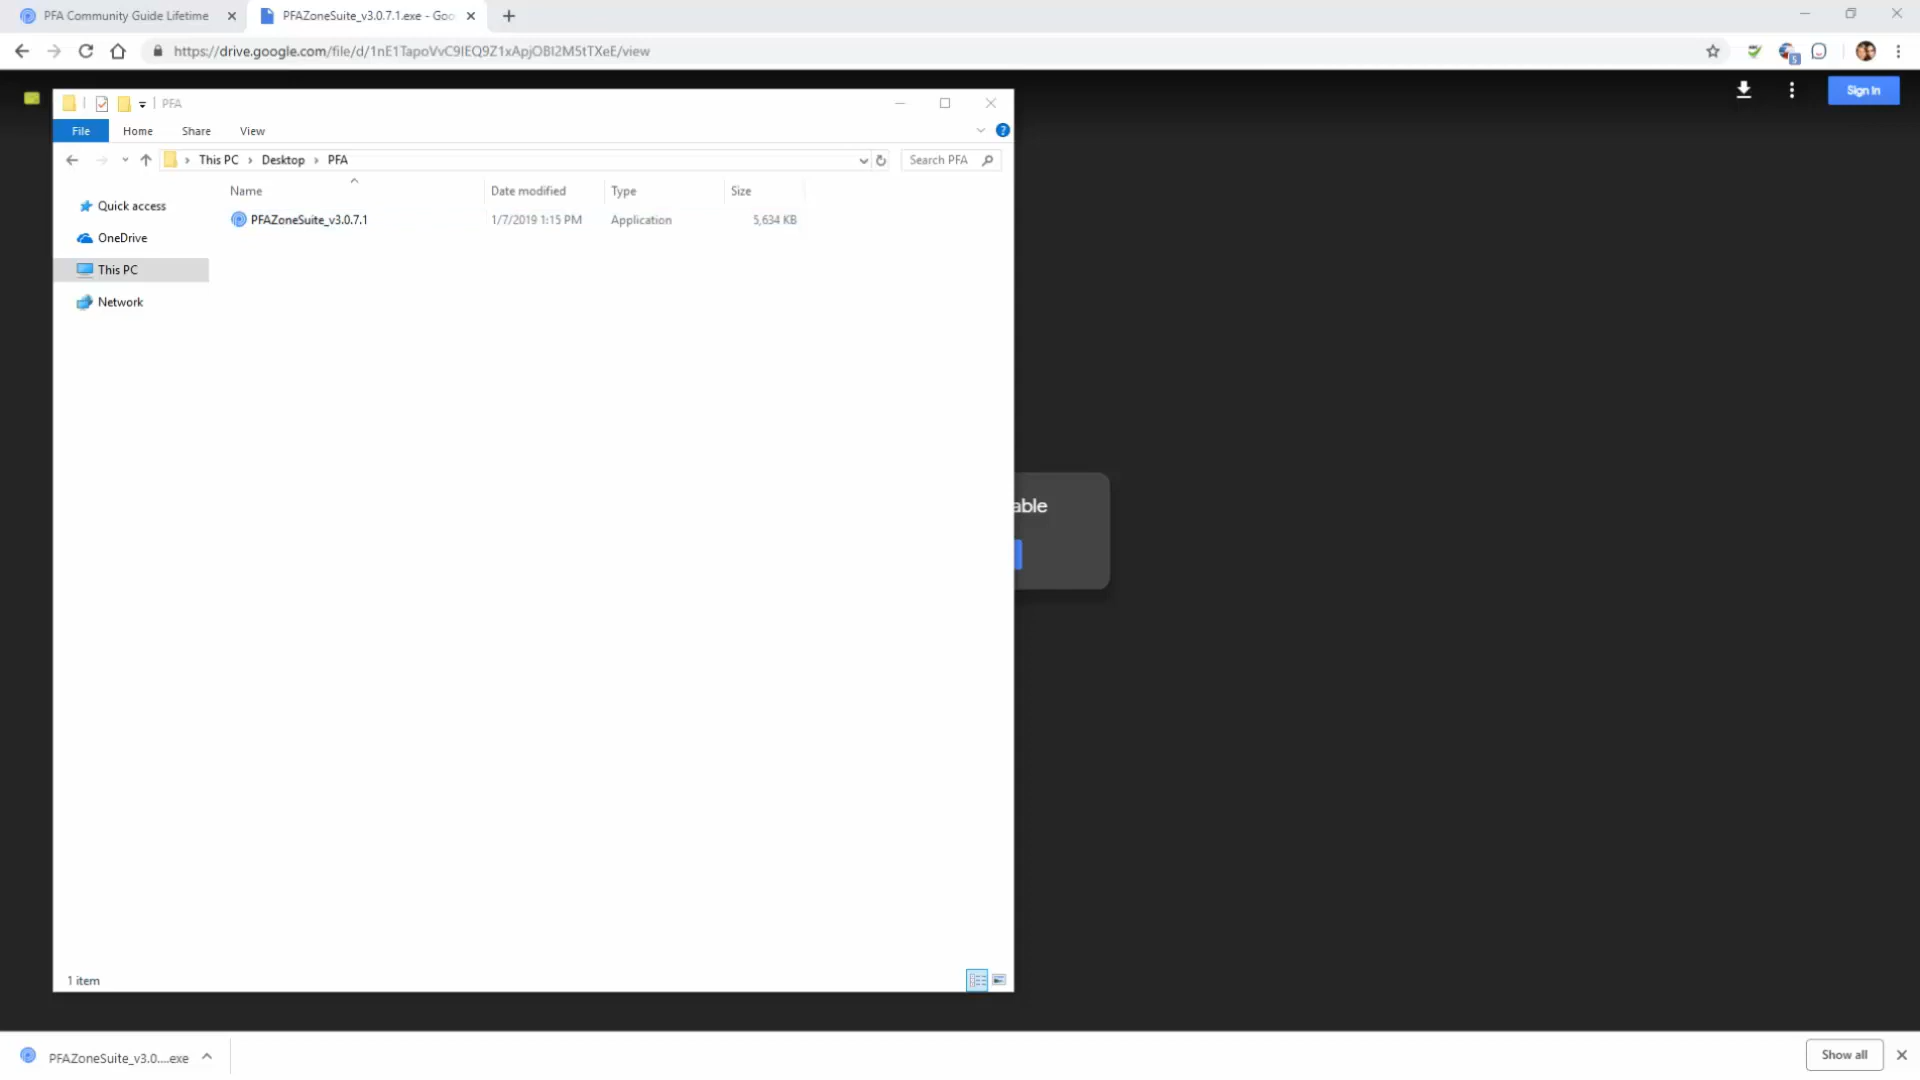 PFA Community Guide Lifetime
PFAZoneSuite_v3.0.7.1.exe - Goo
https://drive.google.com/file/d/1nE1TapoVvC9IEQ9Z1xApjOBI2M5tTXeE/view
5
Sign In
PFA
File Home Share View
?
This PC Desktop PFA
Search PFA
Name Date modified Type Size
PFAZoneSuite_v3.0.7.1 1/7/2019 1:15 PM Application 5,634 KB
Quick access
OneDrive
This PC
Network
able
1 item
PFAZoneSuite_v3.0....exe
Show all